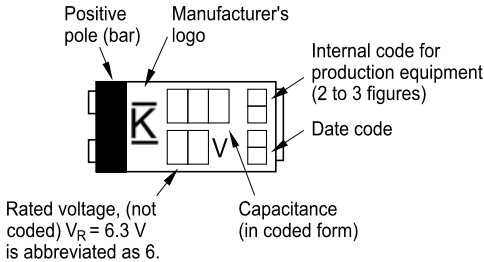 Positive
pole (bar)
Manufacturer's
logo
Internal code for
production equipment
(2 to 3 figures)
K
V
Date code
Rated voltage, (not
coded) VR = 6.3 V
is abbreviated as 6.
Capacitance
(in coded form)